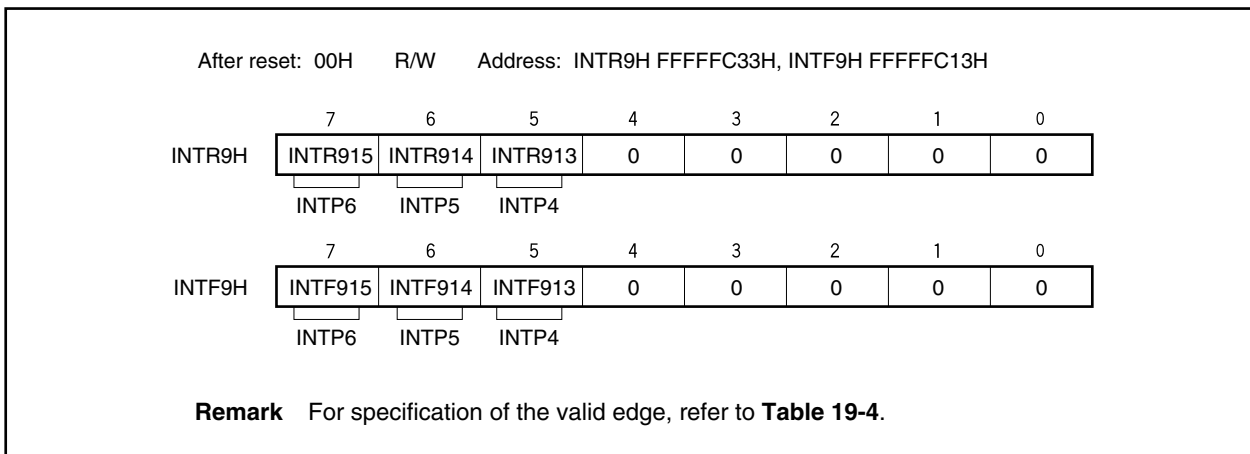 After reset: 00H R/W Address: INTR9H FFFFFC33H, INTF9H FFFFFC13H
7 6 5 4 3 2 1 0
INTR9H INTR915 INTR914 INTR913 0 0 0 0 0
INTP6 INTP5 INTP4
7 6 5 4 3 2 1 0
INTF9H INTF915 INTF914 INTF913 0 0 0 0 0
INTP6 INTP5 INTP4
Remark For specification of the valid edge, refer to Table 19-4.